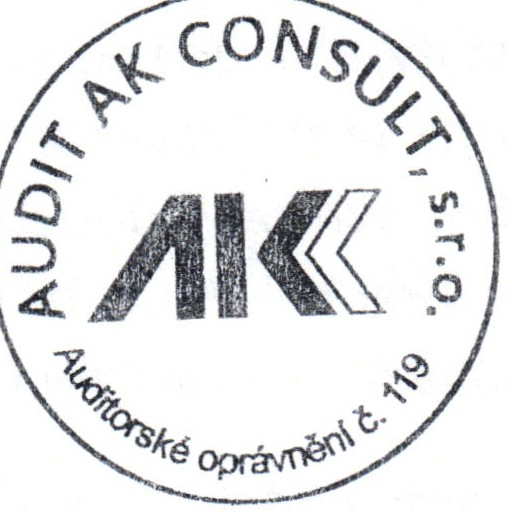 AUDIT AK CONSULT, s.r.o.
AK
Auditorské oprávnění č. 119